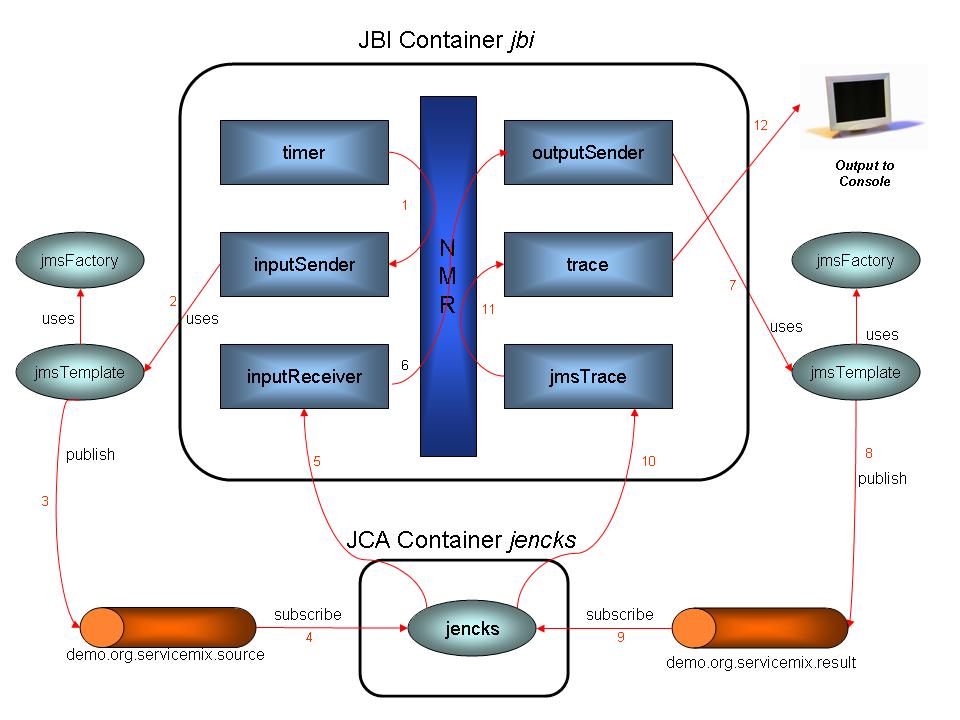 JBI Container jbi
timer
outputSender
12
Output to
Console
1
N
M
R
jmsFactory
inputSender
trace
jmsFactory
2
uses
uses
11
7
uses
uses
jmsTemplate
inputReceiver
6
jmsTrace
jmsTemplate
publish
5
10
8
publish
3
JCA Container jencks
subscribe
4
jencks
subscribe
9
demo.org.servicemix.source
demo.org.servicemix.result